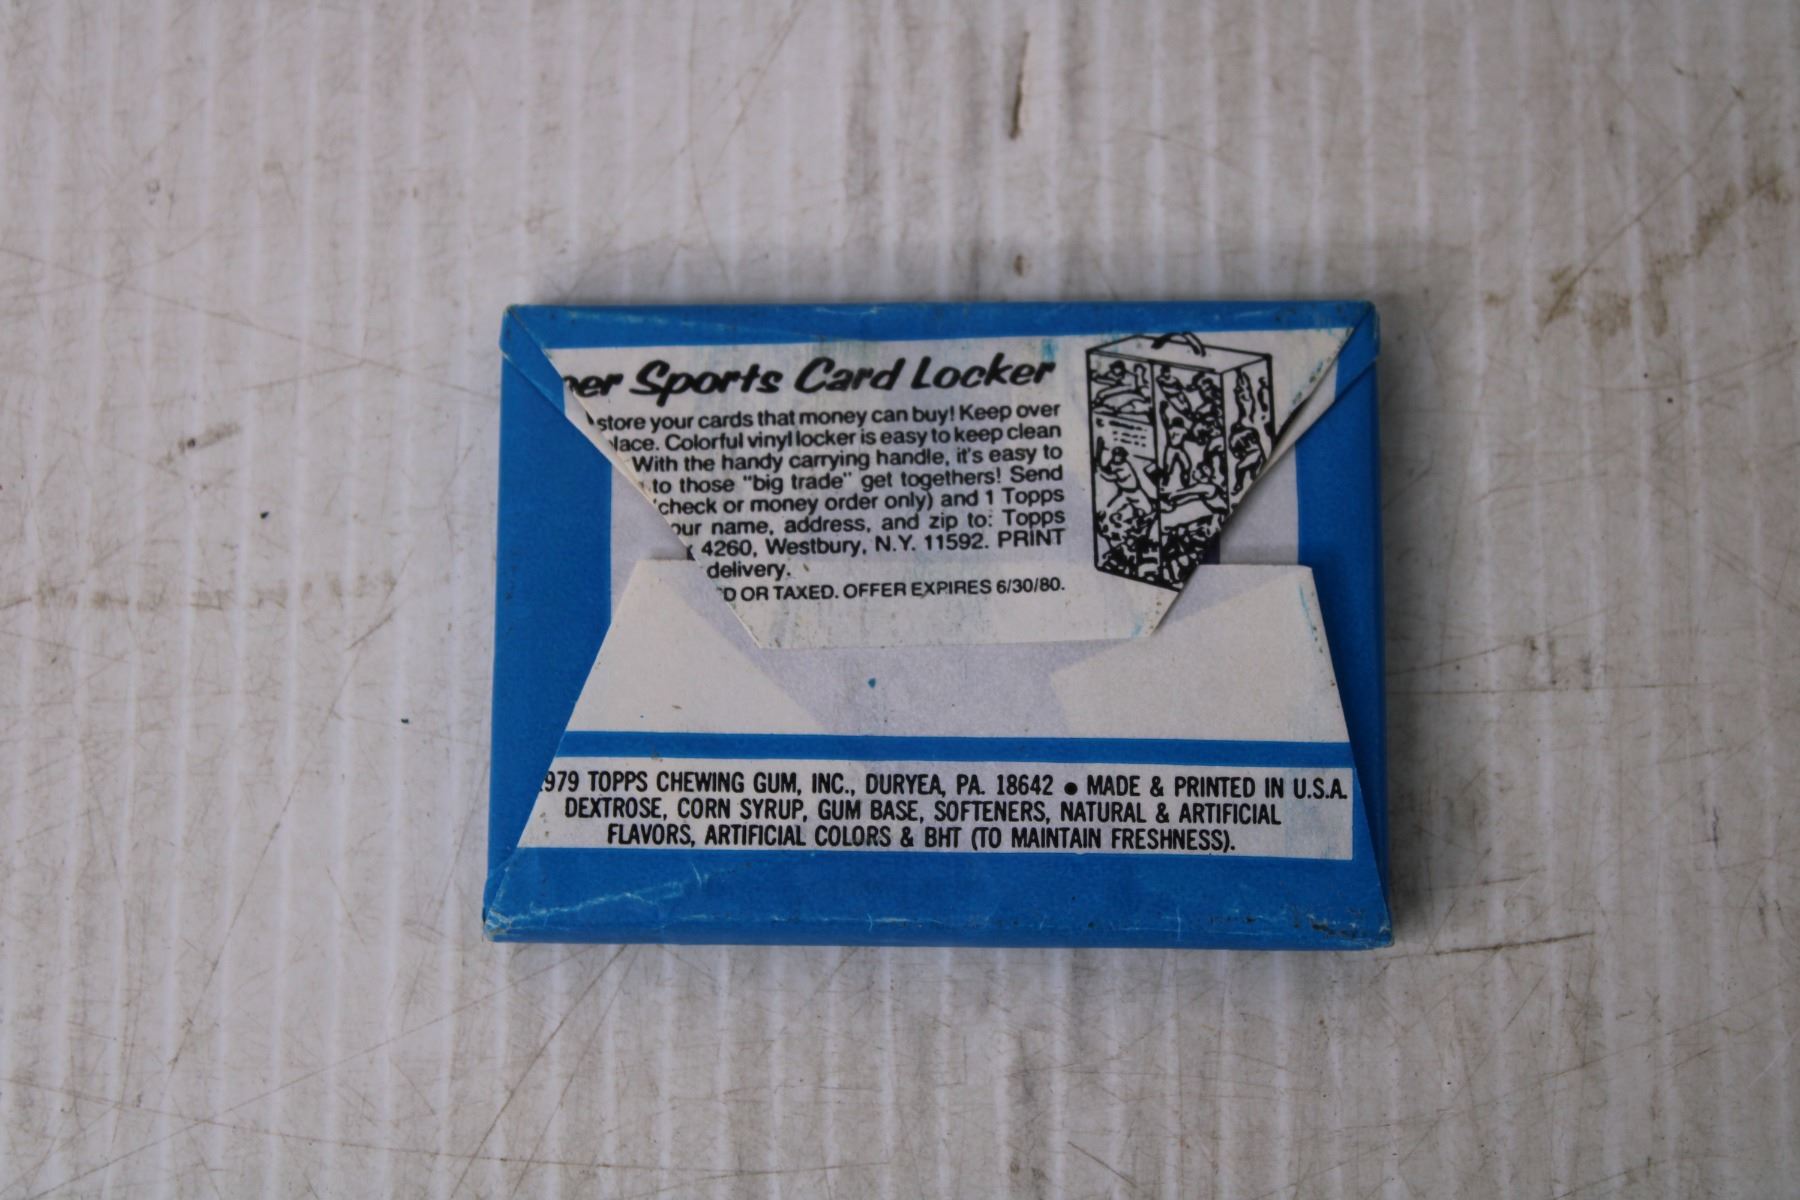 Sports Card Locker
store your cards that money can buy! Keep over
Colorful vinyl locker is easy to keep clean
With the handy carrying handle, it's easy to
to those "big trade" get togethers! Send
(check or money order only) and 1 Topps
our name, address, and zip to: Topps
4260, Westbury, N.Y. 11592. PRINT
delivery.
OR TAXED. OFFER EXPIRES 6/30/80.
979 TOPPS CHEWING GUM, INC., DURYEA, PA. 18642 ● MADE & PRINTED IN U.S.A.
DEXTROSE, CORN SYRUP, GUM BASE, SOFTENERS, NATURAL & ARTIFICIAL
FLAVORS, ARTIFICIAL COLORS & BHT (TO MAINTAIN FRESHNESS).